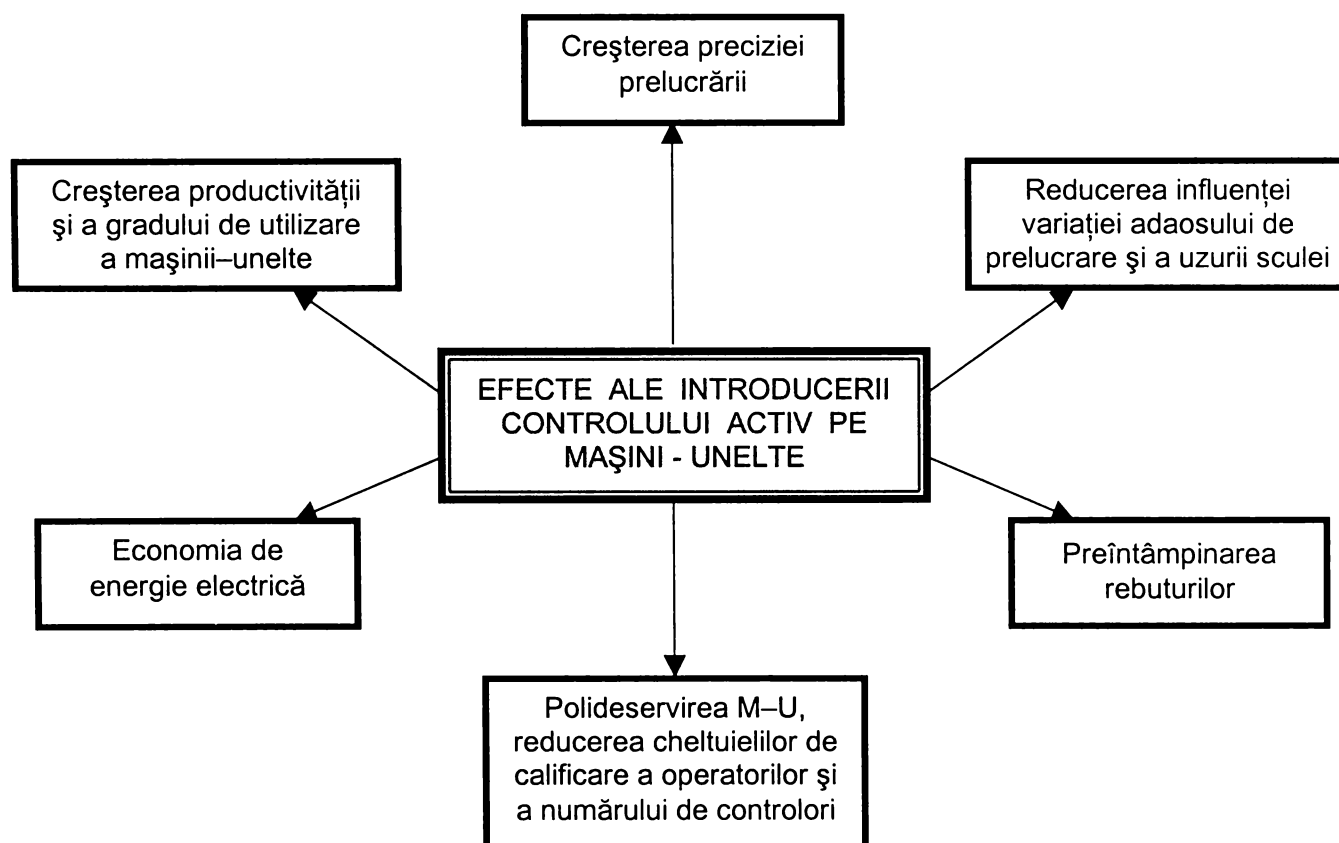 Creşterea preciziei
prelucrării
Creşterea productivităţii
şi a gradului de utilizare
a maşinii–unelte
Reducerea influenţei
variaţiei adaosului de
prelucrare şi a uzurii sculei
EFECTE ALE INTRODUCERII
CONTROLULUI ACTIV PE
MAŞINI - UNELTE
Economia de
energie electrică
Preîntâmpinarea
rebuturilor
Polideservirea M–U,
reducerea cheltuielilor de
calificare a operatorilor şi
a numărului de controlori